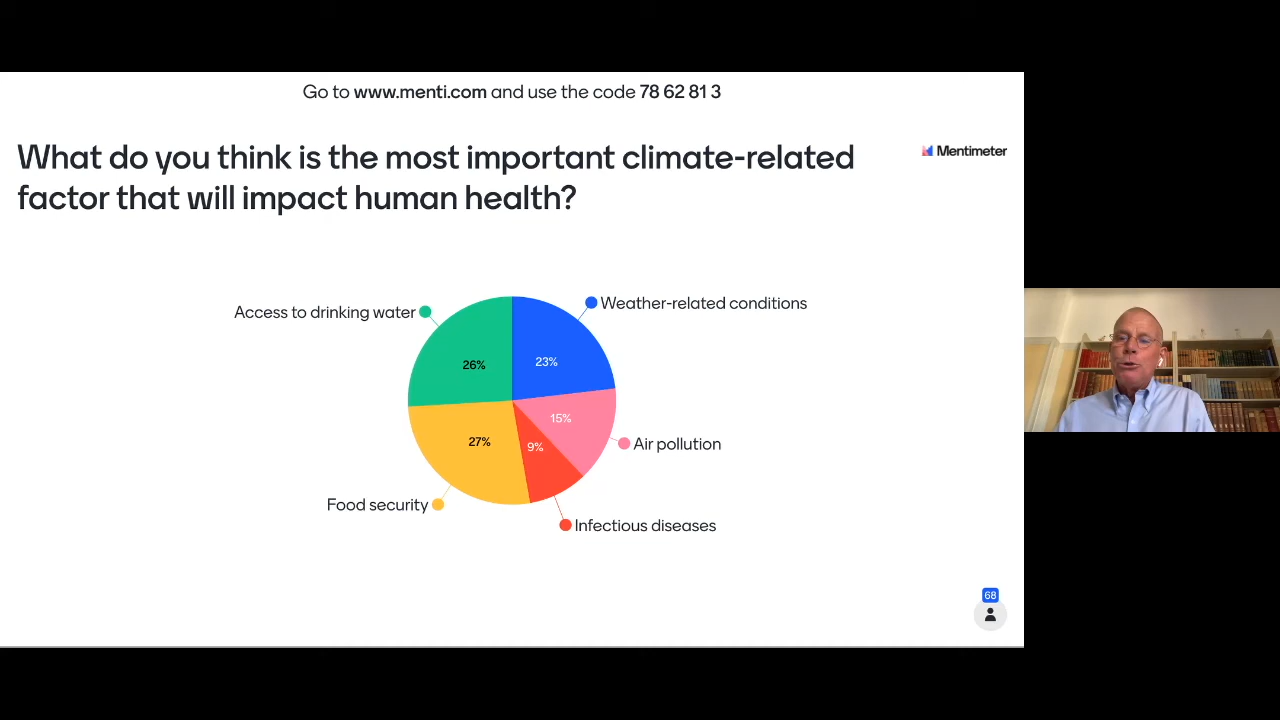 Go to www.menti.com and use the code 78 62 81 3
What do you think is the most important climate-related
factor that will impact human health?
Mentimeter
Access to drinking water
Weather-related conditions
26%
23%
15%
27%
9%
Air pollution
Food security
Infectious diseases
68